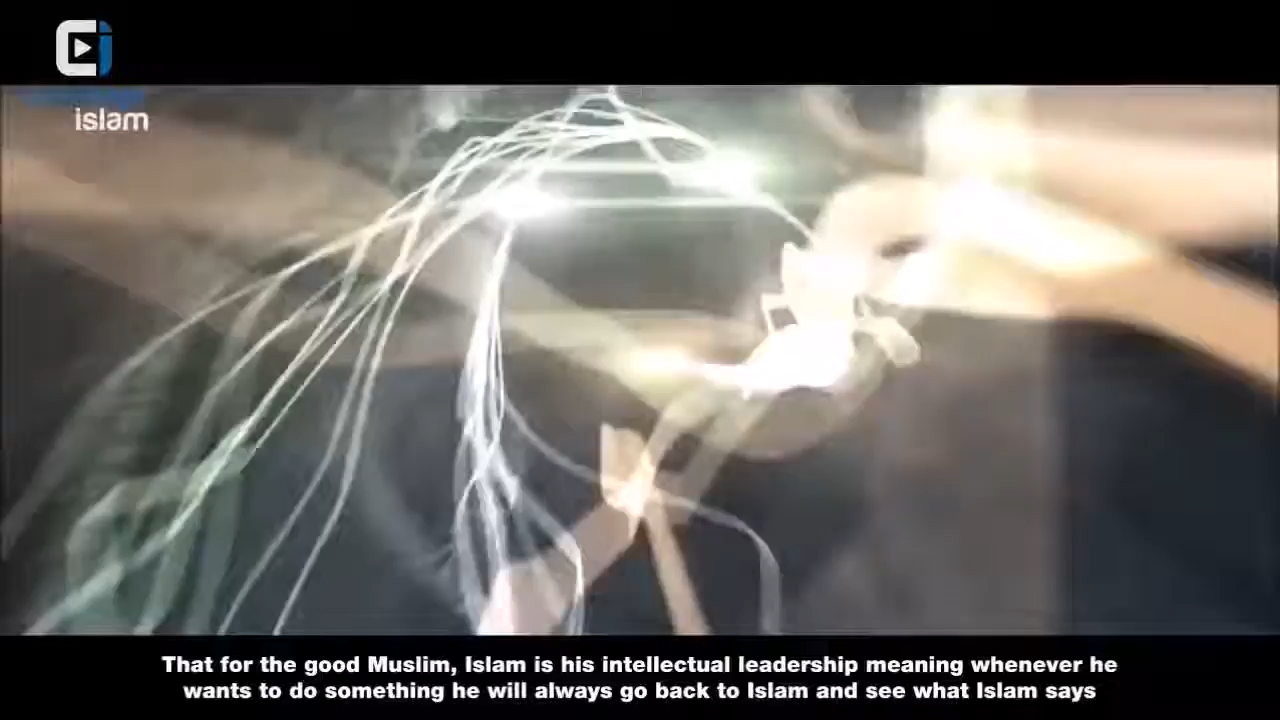 islam
That for the good Muslim, Islam is his intellectual leadership meaning whenever he
wants to do something he will always go back to Islam and see what Islam says